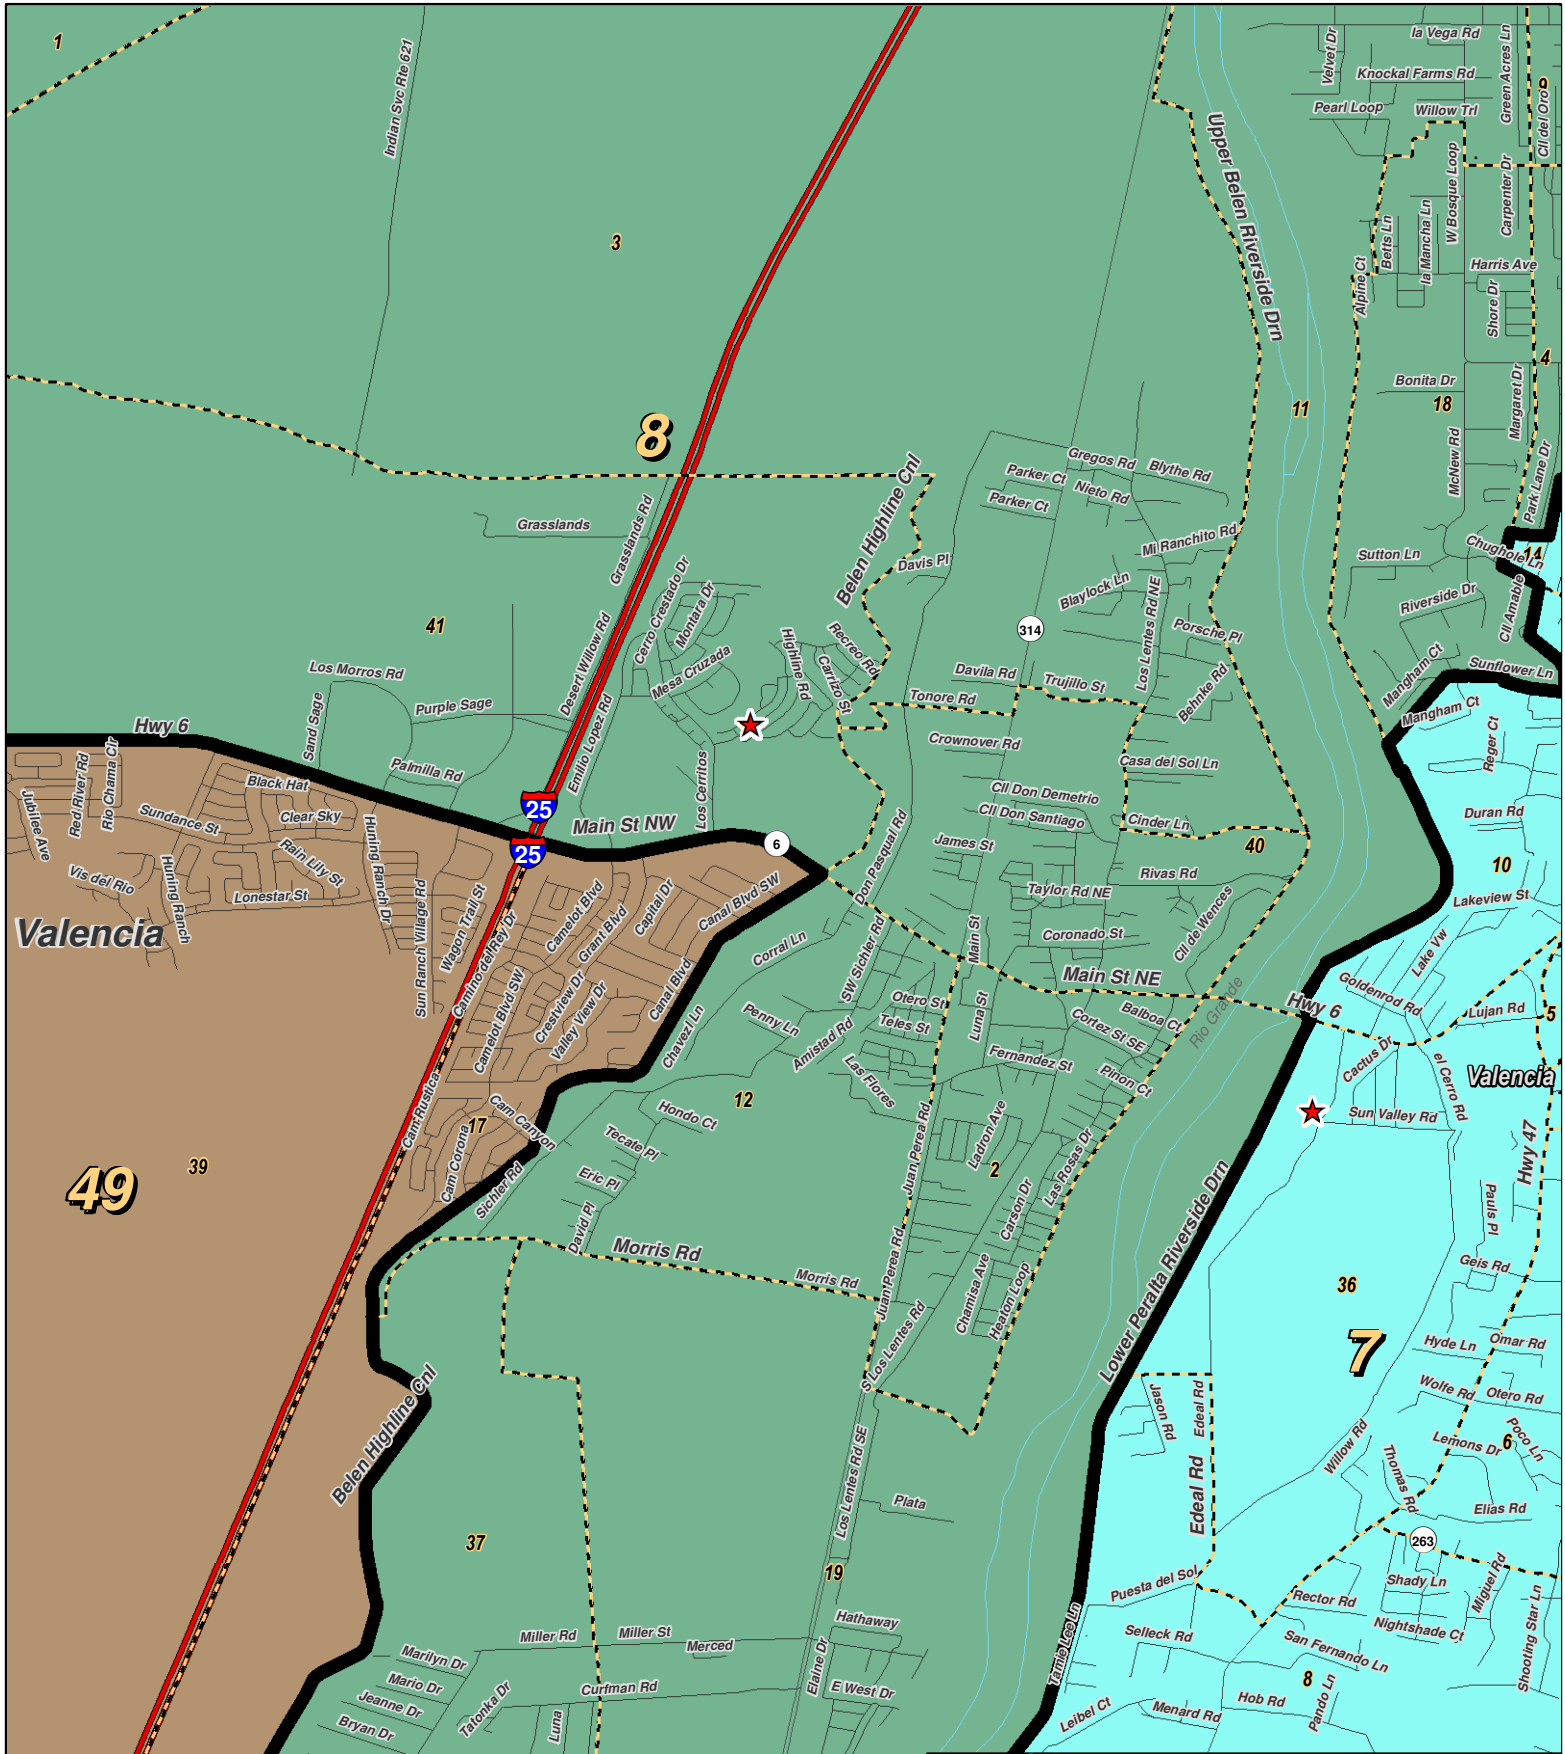 1
Indian Svc Rte 621
3
8
Upper Belen Riverside Drn
la Vega Rd
Velvet Dr
Knockal Farms Rd
Green Acres Ln
9
Pearl Loop
Willow Trl
Cll del Oro
W Bosque Loop
Carpenter Dr
Betts Ln
la Mancha Ln
Harris Ave
Alpine Ct
Shore Dr
4
Bonita Dr
11
18
Margaret Dr
McNew Rd
Park Lane Dr
Gregos Rd
Blythe Rd
Parker Ct
Nieto Rd
Parker Ct
Belen Highline Cnl
Grasslands
Grasslands Rd
Mi Ranchito Rd
Chughole Ln
14
Sutton Ln
Davis Pl
Blaylock Ln
Los Lentes Rd NE
Riverside Dr
Cll Amable
Cerro Crestado Dr
Montara Dr
41
314
Porsche Pl
Recreo Rd
Highline Rd
Desert Willow Rd
Mesa Cruzada
Carrizo St
Los Morros Rd
Davila Rd
Trujillo St
Behnke Rd
Mangham Ct
Sunflower Ln
Purple Sage
Sand Sage
Emilio Lopez Rd
Tonore Rd
Mangham Ct
Hwy 6
Crownover Rd
Reger Ct
Palmilla Rd
Casa del Sol Ln
Red River Rd
Rio Chama Cir
Black Hat
Los Cerritos
Cll Don Demetrio
Jubilee Ave
Sundance St
Clear Sky
25
Main St NW
Cll Don Santiago
Cinder Ln
Duran Rd
Huning Ranch Dr
25
6
Don Pasqual Rd
James St
40
10
Rain Lily St
Vis del Rio
Huning Ranch
Lonestar St
Taylor Rd NE
Rivas Rd
Lakeview St
Sun Ranch Village Rd
Wagon Trail St
Camino del Rey Dr
Camelot Blvd
Grant Blvd
Capital Dr
Canal Blvd SW
Valencia
Corral Ln
SW Sichler Rd
Main St
Coronado St
Cll de Wences
Lake Vw
Camelot Blvd SW
Crestview Dr
Valley View Dr
Canal Blvd
Main St NE
Goldenrod Rd
Otero St
Luna St
Balboa Ct
Rio Grande
Hwy 6
Lujan Rd
5
Chavez Ln
Penny Ln
Amistad Rd
Teles St
Cortez St SE
Fernandez St
Cactus Dr
Cam Rustica
Las Flores
Pinon Ct
el Cerro Rd
Valencia
12
Hondo Ct
Cam Canyon
17
Ladron Ave
Sun Valley Rd
Hwy 47
Cam Corona
Tecate Pl
Juan Perea Rd
49
39
Sichler Rd
Eric Pl
2
Las Rosas Dr
Carson Dr
Pauls Pl
David Pl
Morris Rd
Juan Perea Rd
Morris Rd
Chamisa Ave
Heaton Loop
Lower Peralta Riverside Drn
Geis Rd
36
S Los Lentes Rd
7
Hyde Ln
Omar Rd
Belen Highline Cnl
Jason Rd
Edeal Rd
Wolfe Rd
Otero Rd
Poco Ln
6
Willow Rd
Lemons Dr
Thomas Rd
Los Lentes Rd SE
Plata
Edeal Rd
Elias Rd
37
263
19
Puesta del Sol
Shady Ln
Miguel Rd
Rector Rd
Nightshade Ct
Shooting Star Ln
Hathaway
Miller Rd
Miller St
Merced
Tamie Lee Ln
Selleck Rd
San Fernando Ln
Marilyn Dr
Elaine Dr
8
Mario Dr
Curfman Rd
E West Dr
Pando Ln
Jeanne Dr
Tatonka Dr
Luna
Hob Rd
Leibel Ct
Menard Rd
Bryan Dr